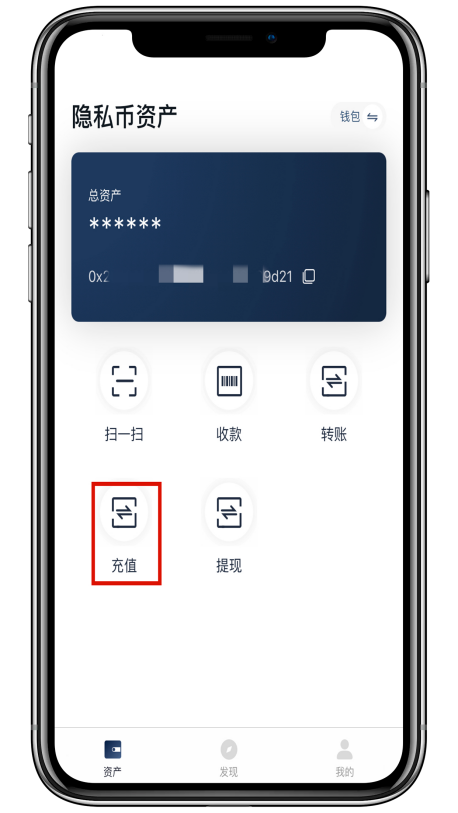 隐私币资产
钱包
总资产
******
0x2 9d21
扫一扫
收款
转账
充值
提现
资产
发现
我的